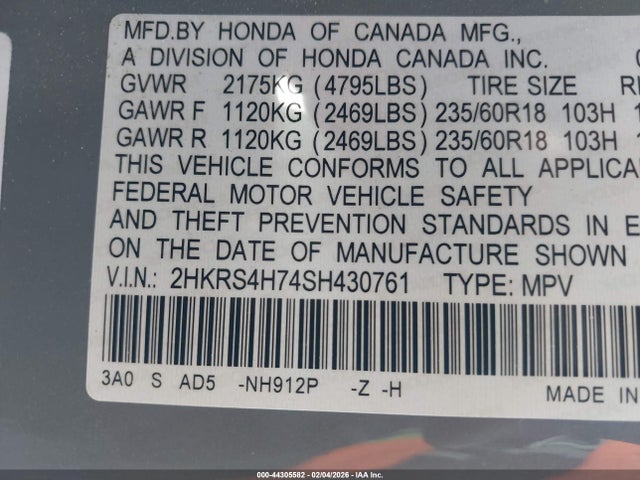 MFD.BY HONDA OF CANADA MFG.,
A DIVISION OF HONDA CANADA INC.
GVWR 2175KG (4795LBS) TIRE SIZE
GAWR F 1120KG (2469LBS) 235/60R18 103H
GAWR R 1120KG (2469LBS) 235/60R18 103H
THIS VEHICLE CONFORMS TO ALL APPLICA
FEDERAL MOTOR VEHICLE SAFETY
AND THEFT PREVENTION STANDARDS IN E
ON THE DATE OF MANUFACTURE SHOWN
V.I.N.: 2HKRS4H74SH430761 TYPE: MPV
3A0 S AD5 -NH912P -Z -H MADE IN
000-44305582 - 02/04/2026 - IAA Inc.